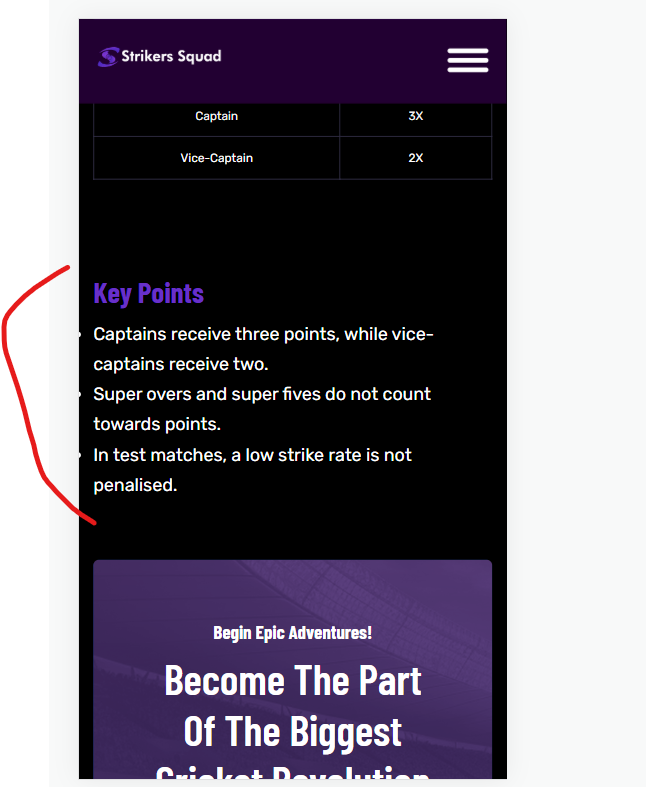 Strikers Squad
Captain 3X
Vice-Captain 2X
Key Points
• Captains receive three points, while vice-
captains receive two.
• Super overs and super fives do not count
towards points.
• In test matches, a low strike rate is not
penalised.
Begin Epic Adventures!
Become The Part
Of The Biggest
Cricket Revolution